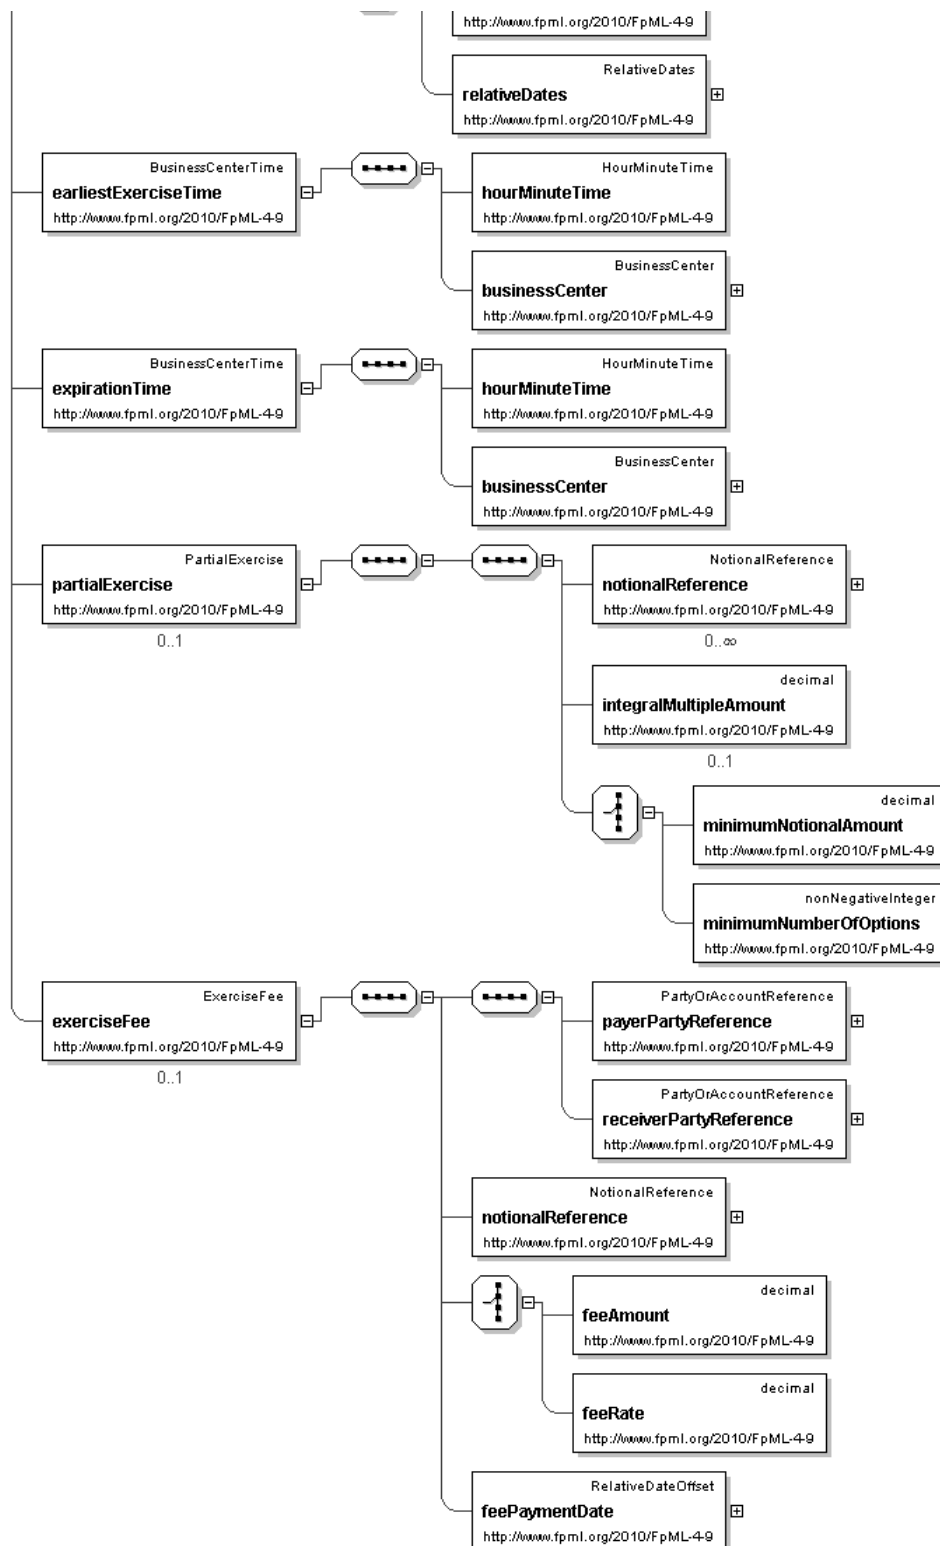 http://www.fpml.org/2010/FpML-4-9
RelativeDates
relativeDates
http://www.fpml.org/2010/FpML-4-9
BusinessCenterTime
earliestExerciseTime
http://www.fpml.org/2010/FpML-4-9
HourMinuteTime
hourMinuteTime
http://www.fpml.org/2010/FpML-4-9
BusinessCenter
businessCenter
http://www.fpml.org/2010/FpML-4-9
BusinessCenterTime
expirationTime
http://www.fpml.org/2010/FpML-4-9
HourMinuteTime
hourMinuteTime
http://www.fpml.org/2010/FpML-4-9
BusinessCenter
businessCenter
http://www.fpml.org/2010/FpML-4-9
PartialExercise
partialExercise
http://www.fpml.org/2010/FpML-4-9
0..1
NotionalReference
notionalReference
http://www.fpml.org/2010/FpML-4-9
0..∞
decimal
integralMultipleAmount
http://www.fpml.org/2010/FpML-4-9
0..1
decimal
minimumNotionalAmount
http://www.fpml.org/2010/FpML-4-9
nonNegativeInteger
minimumNumberOfOptions
http://www.fpml.org/2010/FpML-4-9
ExerciseFee
exerciseFee
http://www.fpml.org/2010/FpML-4-9
0..1
PartyOrAccountReference
payerPartyReference
http://www.fpml.org/2010/FpML-4-9
PartyOrAccountReference
receiverPartyReference
http://www.fpml.org/2010/FpML-4-9
NotionalReference
notionalReference
http://www.fpml.org/2010/FpML-4-9
decimal
feeAmount
http://www.fpml.org/2010/FpML-4-9
decimal
feeRate
http://www.fpml.org/2010/FpML-4-9
RelativeDateOffset
feePaymentDate
http://www.fpml.org/2010/FpML-4-9